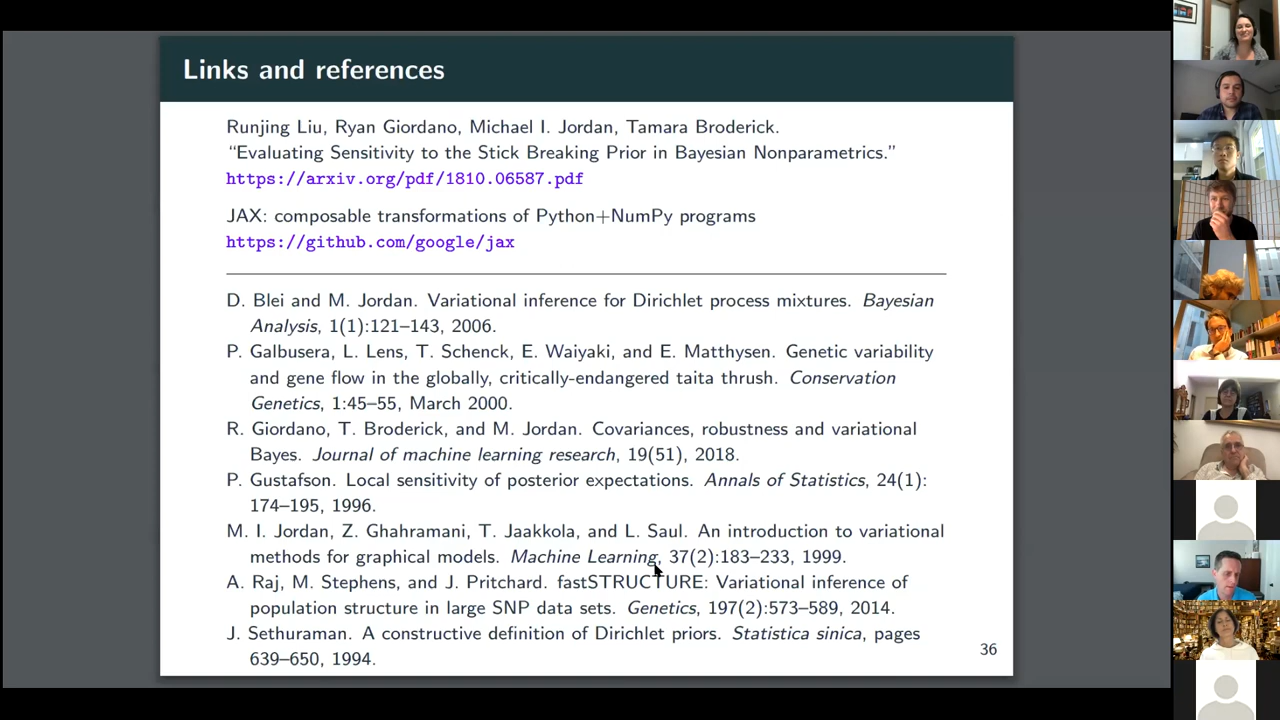 Links and references
Runjing Liu, Ryan Giordano, Michael I. Jordan, Tamara Broderick.
“Evaluating Sensitivity to the Stick Breaking Prior in Bayesian Nonparametrics.”
https://arxiv.org/pdf/1810.06587.pdf
JAX: composable transformations of Python+NumPy programs
https://github.com/google/jax
D. Blei and M. Jordan. Variational inference for Dirichlet process mixtures. Bayesian
Analysis, 1(1):121–143, 2006.
P. Galbusera, L. Lens, T. Schenck, E. Waiyaki, and E. Matthysen. Genetic variability
and gene flow in the globally, critically-endangered taita thrush. Conservation
Genetics, 1:45–55, March 2000.
R. Giordano, T. Broderick, and M. Jordan. Covariances, robustness and variational
Bayes. Journal of machine learning research, 19(51), 2018.
P. Gustafson. Local sensitivity of posterior expectations. Annals of Statistics, 24(1):
174–195, 1996.
M. I. Jordan, Z. Ghahramani, T. Jaakkola, and L. Saul. An introduction to variational
methods for graphical models. Machine Learning, 37(2):183–233, 1999.
A. Raj, M. Stephens, and J. Pritchard. fastSTRUCTURE: Variational inference of
population structure in large SNP data sets. Genetics, 197(2):573–589, 2014.
J. Sethuraman. A constructive definition of Dirichlet priors. Statistica sinica, pages
639–650, 1994.
36